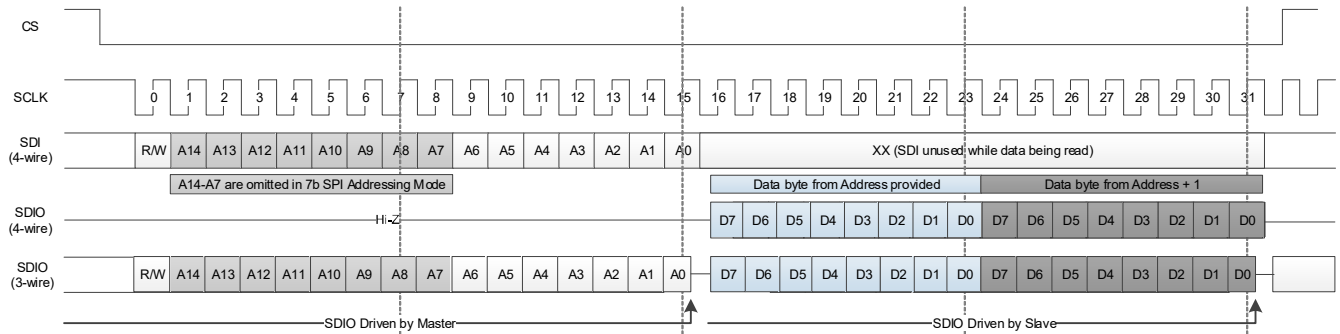 CS
SCLK
0 1 2 3 4 5 6 7 8 9 10 11 12 13 14 15 16 17 18 19 20 21 22 23 24 25 26 27 28 29 30 31
SDI
(4-wire)
R/W A14 A13 A12 A11 A10 A9 A8 A7 A6 A5 A4 A3 A2 A1 A0 XX (SDI unused while data being read)
A14-A7 are omitted in 7b SPI Addressing Mode
Data byte from Address provided
Data byte from Address + 1
SDIO
(4-wire)
Hi-Z
D7 D6 D5 D4 D3 D2 D1 D0 D7 D6 D5 D4 D3 D2 D1 D0
SDIO
(3-wire)
R/W A14 A13 A12 A11 A10 A9 A8 A7 A6 A5 A4 A3 A2 A1 A0 D7 D6 D5 D4 D3 D2 D1 D0 D7 D6 D5 D4 D3 D2 D1 D0
SDIO Driven by Master
SDIO Driven by Slave